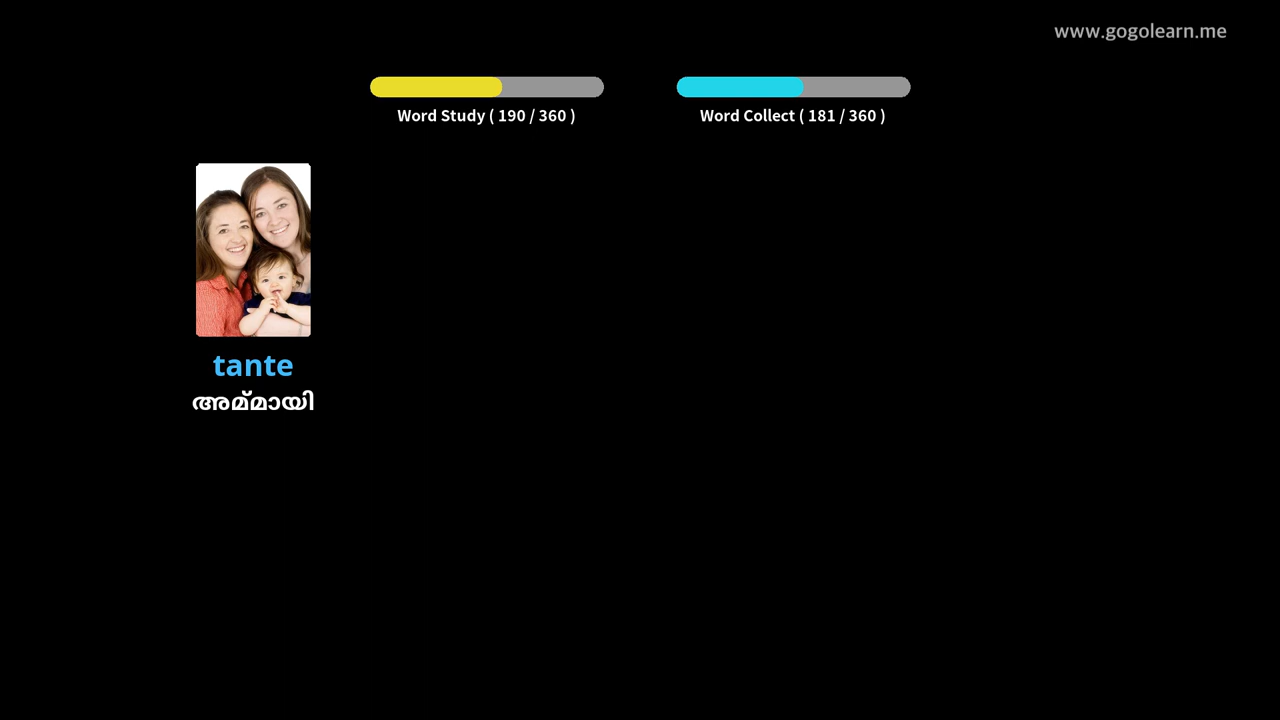 www.gogolearn.me
Word Study ( 190 / 360 )
Word Collect ( 181 / 360 )
tante
അമ്മായി